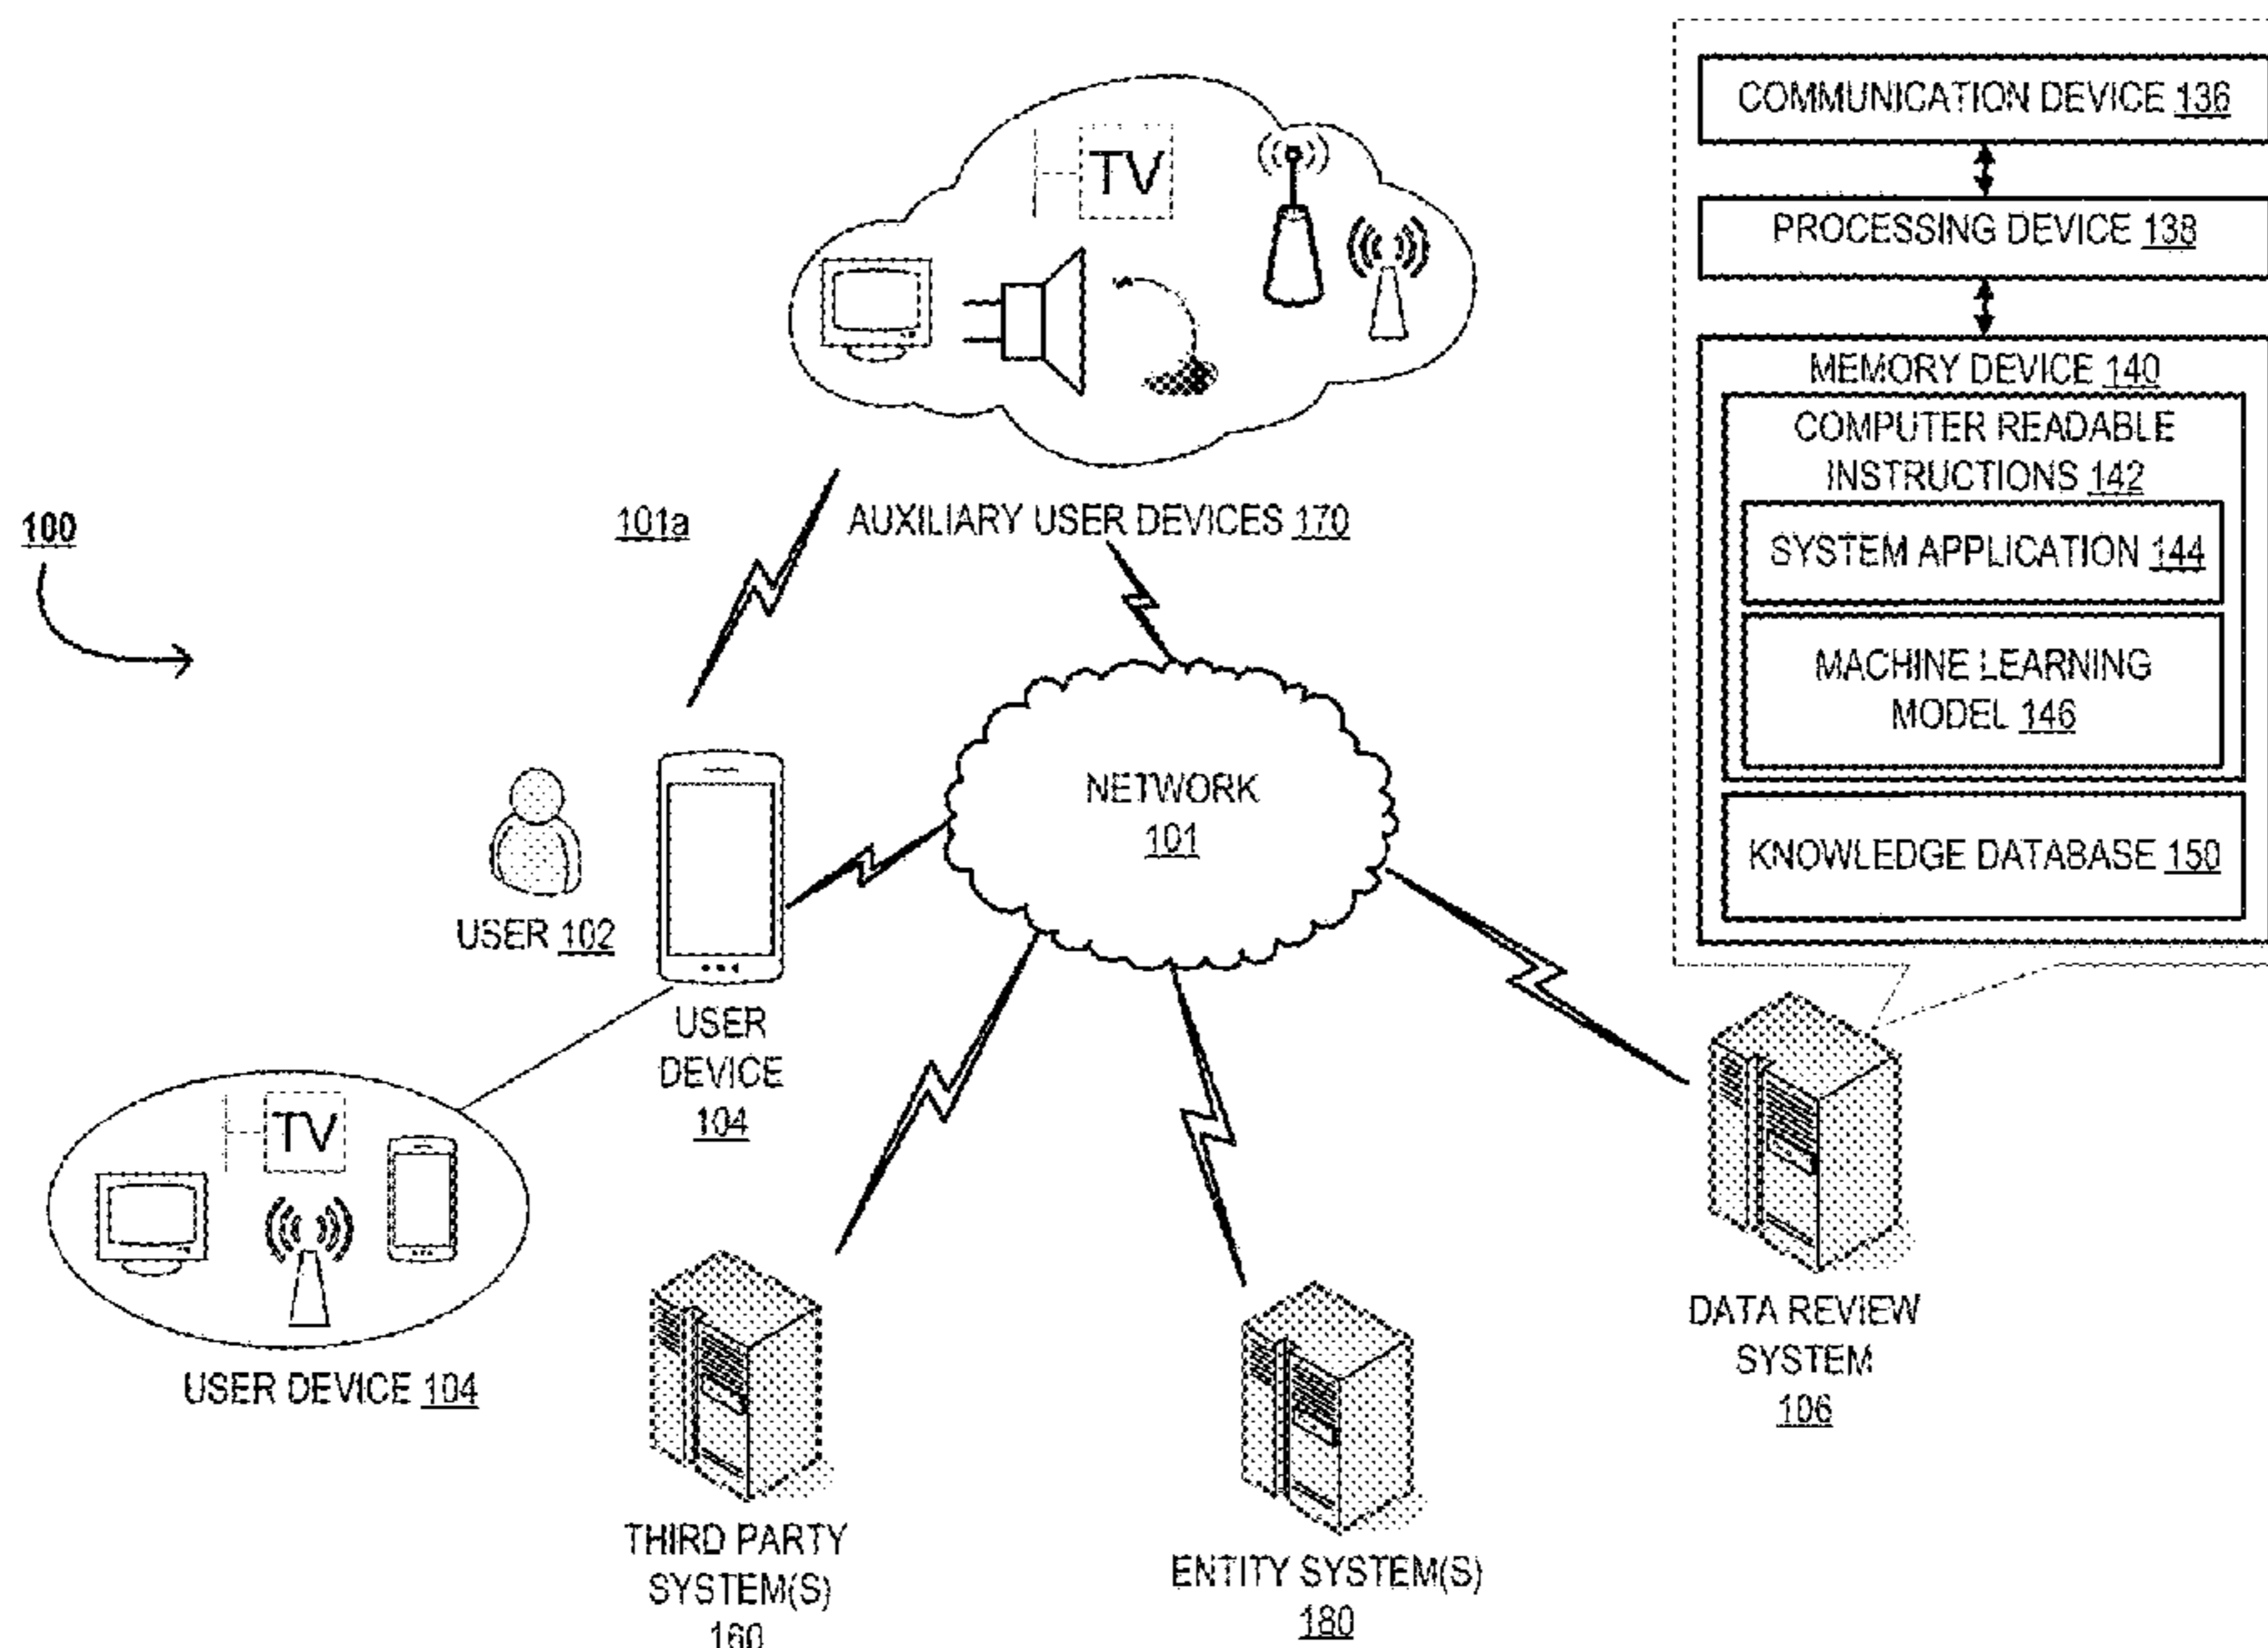 COMMUNICATION DEVICE 136
PROCESSING DEVICE 138
MEMORY DEVICE 140
COMPUTER READABLE
INSTRUCTIONS 142
SYSTEM APPLICATION 144
MACHINE LEARNING
MODEL 146
KNOWLEDGE DATABASE 150
TV
100
101a
AUXILIARY USER DEVICES 170
NETWORK
101
USER 102
USER
DEVICE
104
TV
USER DEVICE 104
THIRD PARTY
SYSTEM(S)
160
ENTITY SYSTEM(S)
180
DATA REVIEW
SYSTEM
106